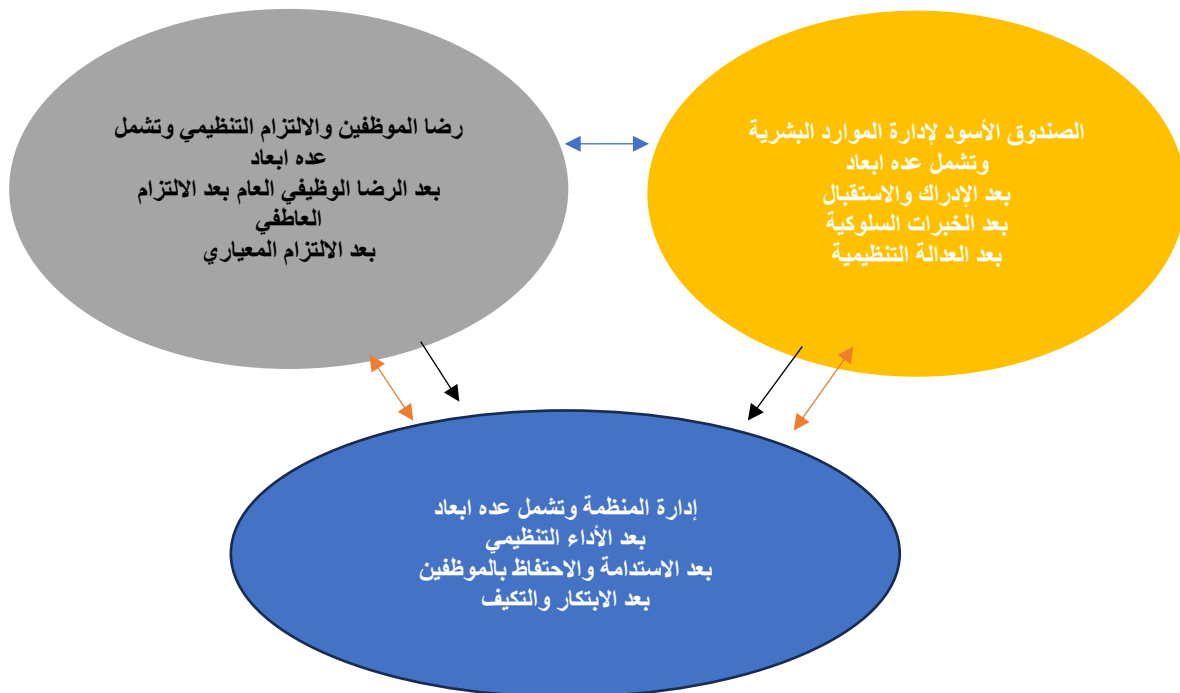 الصندوق الأسود لإدارة الموارد البشرية
وتشمل عده ابعاد
بعد الإدراك والاستقبال
بعد الخبرات السلوكية
بعد العدالة التنظيمية
رضا الموظفين والالتزام التنظيمي وتشمل
عده ابعاد
بعد الرضا الوظيفي العام بعد الالتزام
العاطفي
بعد الالتزام المعياري
إدارة المنظمة وتشمل عده ابعاد
بعد الأداء التنظيمي
بعد الاستدامة والاحتفاظ بالموظفين
بعد الابتكار والتكيف